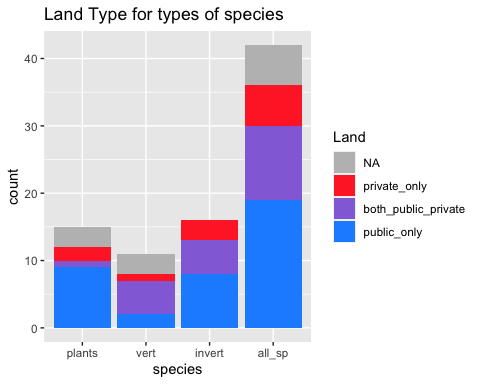 Land Type for types of species
count
40
30
20
10
0
plants vert invert all_sp
species
Land
NA
private_only
both_public_private
public_only